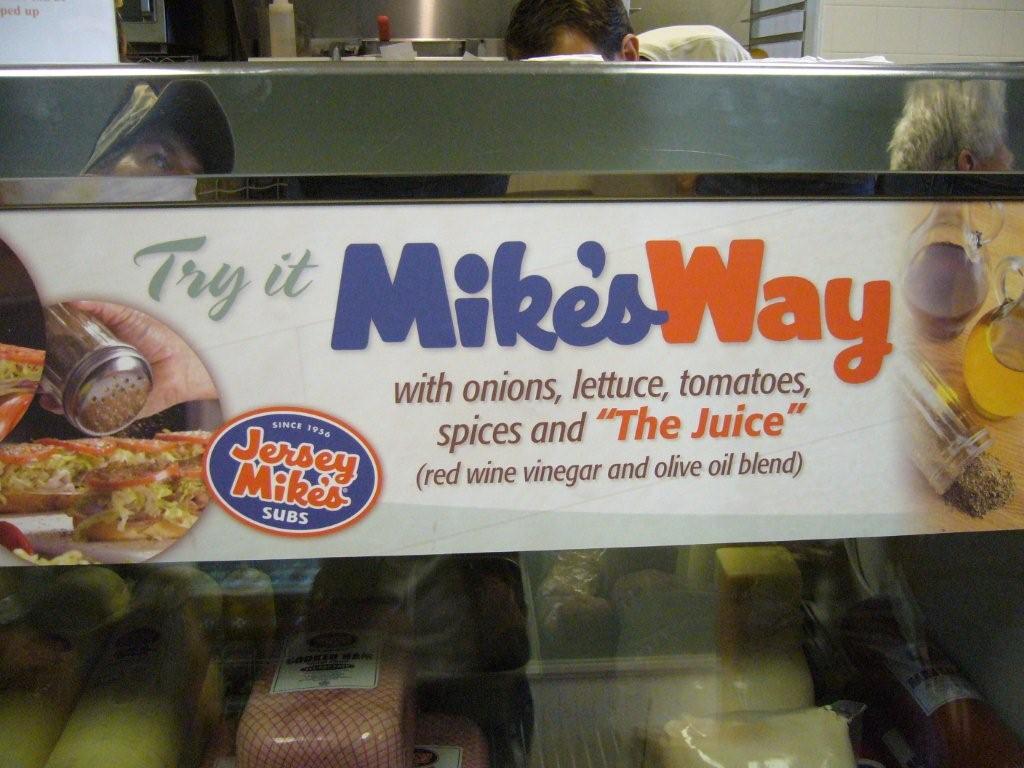 ped up
Try it Mike's Way
with onions, lettuce, tomatoes,
spices and "The Juice"
(red wine vinegar and olive oil blend)
SINCE 1956
Jersey
Mike's
SUBS
COOKED HAM